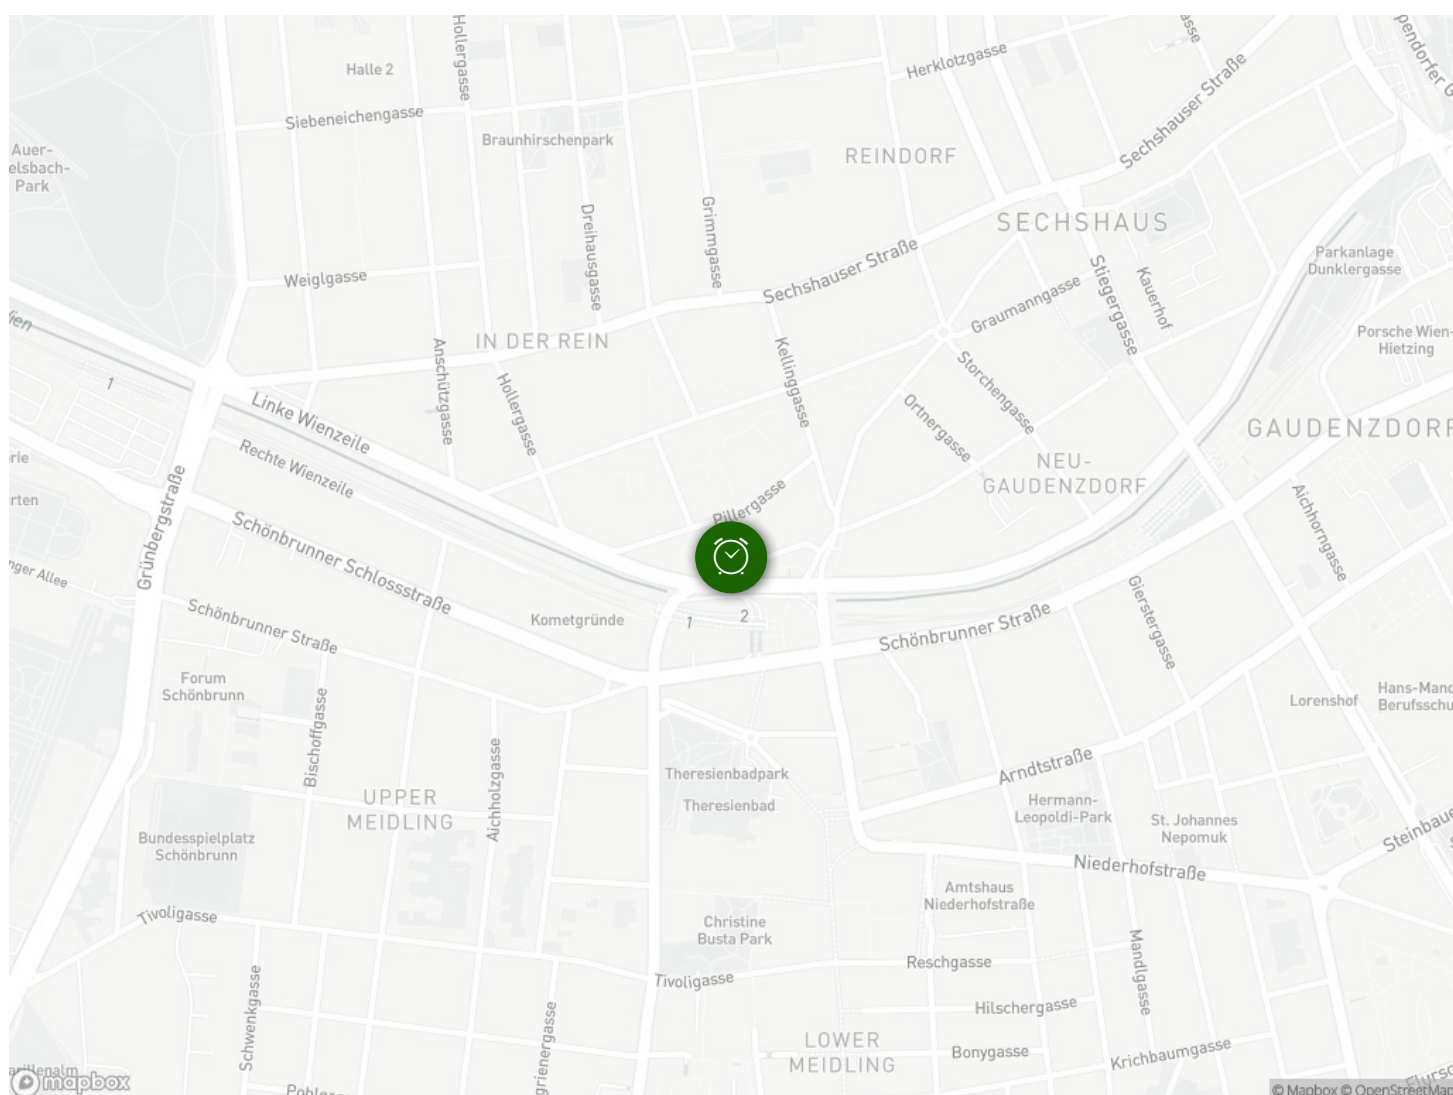 Hollergasse
Halle 2
Herklotzgasse
Sechshauser Straße
Siebeneichengasse
Braunhirschenpark
REINDORF
Auer-
elsbach-
Park
Dreihausgasse
Grimmgasse
SECHSHAUS
Sechshauser Straße
Weiglgasse
Stiegergasse
Kauerhof
Parkanlage
Dunklergasse
Graumanngasse
IN DER REIN
Anschützgasse
Kellinggasse
Porsche Wien-
Hietzing
1
Hollergasse
Storchengasse
Linke Wienzeile
Ortnergasse
GAUDENZDORF
Rechte Wienzeile
NEU-
GAUDENZDORF
Pillergasse
Aichhorngasse
Grünbergstraße
Schönbrunner Schlossstraße
Schönbrunner Straße
Kometgründe
1
2
Schönbrunner Straße
Gierstergasse
Forum
Schönbrunn
Lorenshof
Bischoffgasse
Aichholzgasse
Theresienbadpark
Theresienbad
Arndtstraße
UPPER
MEIDLING
Hermann-
Leopoldi-Park
St. Johannes
Nepomuk
Bundesspielplatz
Schönbrunn
Niederhofstraße
Amtshaus
Niederhofstraße
Tivoligasse
Christine
Busta Park
Mandlgasse
Tivoligasse
Reschgasse
Schwenkgasse
Hilschergasse
LOWER
MEIDLING
Bonygasse
Krichbaumgasse
mapbox
© Mapbox © OpenStreetMap